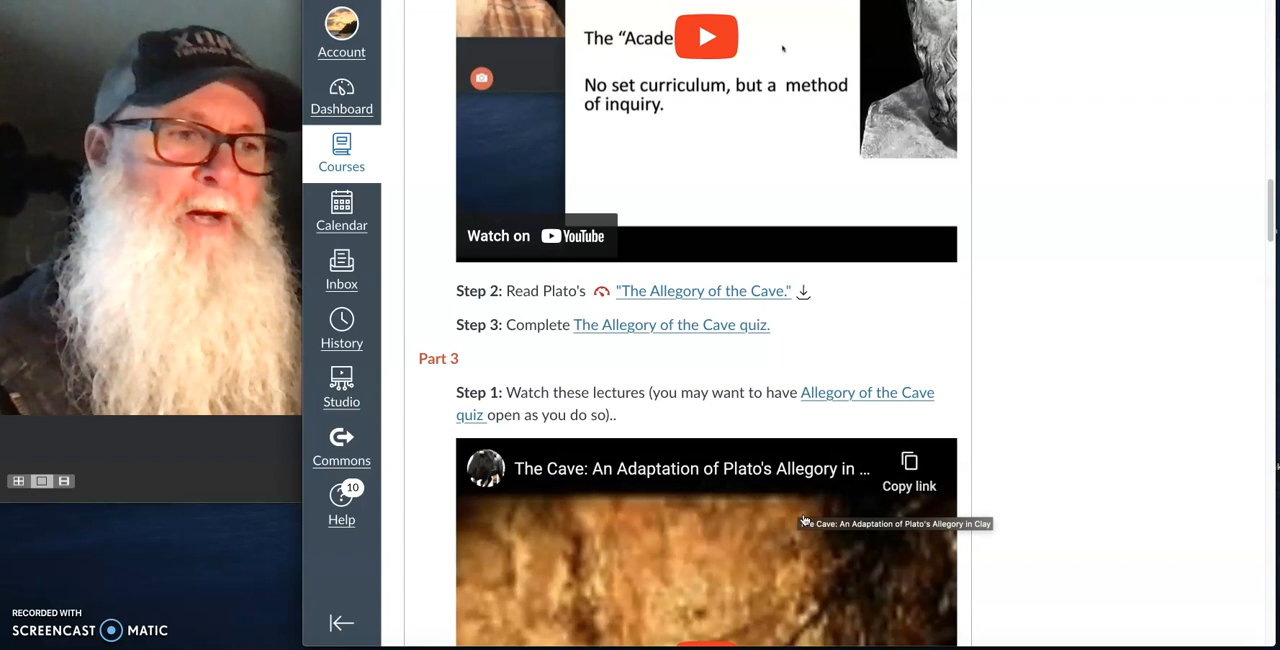 Account
Dashboard
Courses
Calendar
Inbox
History
Studio
Commons
10
Help
RECORDED WITH
SCREENCAST MATIC
The "Acade
No set curriculum, but a method
of inquiry.
Watch on YouTube
Step 2: Read Plato's "The Allegory of the Cave."
Step 3: Complete The Allegory of the Cave quiz.
Part 3
Step 1: Watch these lectures (you may want to have Allegory of the Cave
quiz open as you do so)..
The Cave: An Adaptation of Plato's Allegory in ...
Copy link
Cave: An Adaptation of Plato's Allegory in Clay